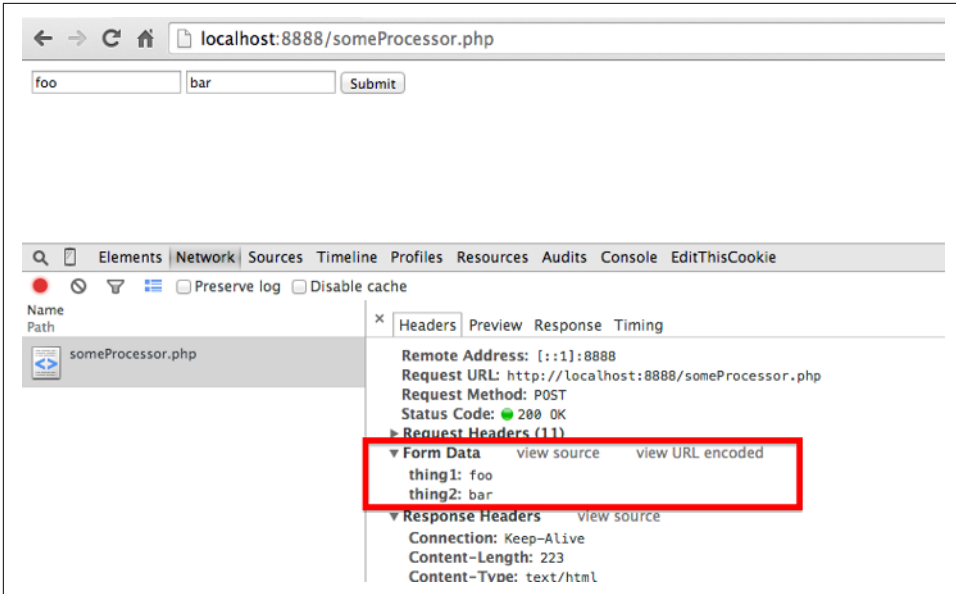 localhost:8888/someProcessor.php
foo bar Submit
Elements Network Sources Timeline Profiles Resources Audits Console EditThisCookie
Preserve log Disable cache
Name
Path
× Headers Preview Response Timing
someProcessor.php
Remote Address: [::1]:8888
Request URL: http://localhost:8888/someProcessor.php
Request Method: POST
Status Code: 200 OK
Request Headers (11)
Form Data view source view URL encoded
thing1: foo
thing2: bar
Response Headers view source
Connection: Keep-Alive
Content-Length: 223
Content-Type: text/html